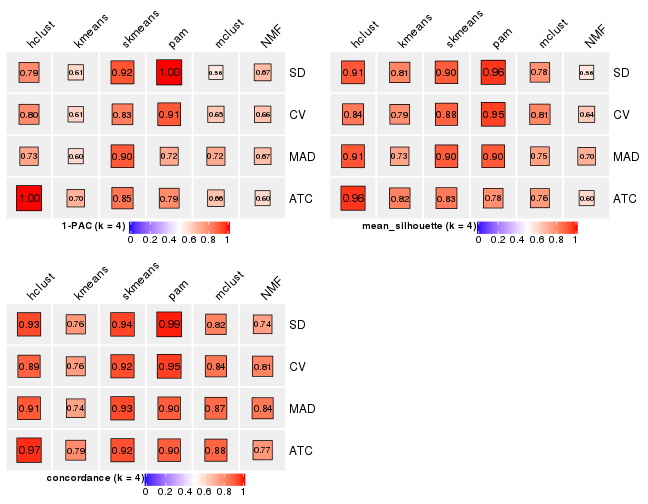 hclust kmeans skmeans pam mclust NMF
0.79 0.61 0.92 1.00 0.56 0.67 SD
0.80 0.61 0.83 0.91 0.65 0.66 CV
0.73 0.60 0.90 0.72 0.72 0.67 MAD
1.00 0.70 0.85 0.79 0.66 0.60 ATC
1-PAC (k = 4)
0 0.2 0.4 0.6 0.8 1
hclust kmeans skmeans pam mclust NMF
0.91 0.81 0.90 0.96 0.78 0.56 SD
0.84 0.79 0.88 0.95 0.81 0.64 CV
0.91 0.73 0.90 0.90 0.75 0.70 MAD
0.96 0.82 0.83 0.78 0.76 0.60 ATC
mean_silhouette (k = 4)
0 0.2 0.4 0.6 0.8 1
hclust kmeans skmeans pam mclust NMF
0.93 0.76 0.94 0.99 0.82 0.74 SD
0.89 0.76 0.92 0.95 0.84 0.81 CV
0.91 0.74 0.93 0.90 0.87 0.84 MAD
0.97 0.79 0.92 0.90 0.88 0.77 ATC
concordance (k = 4)
0 0.2 0.4 0.6 0.8 1